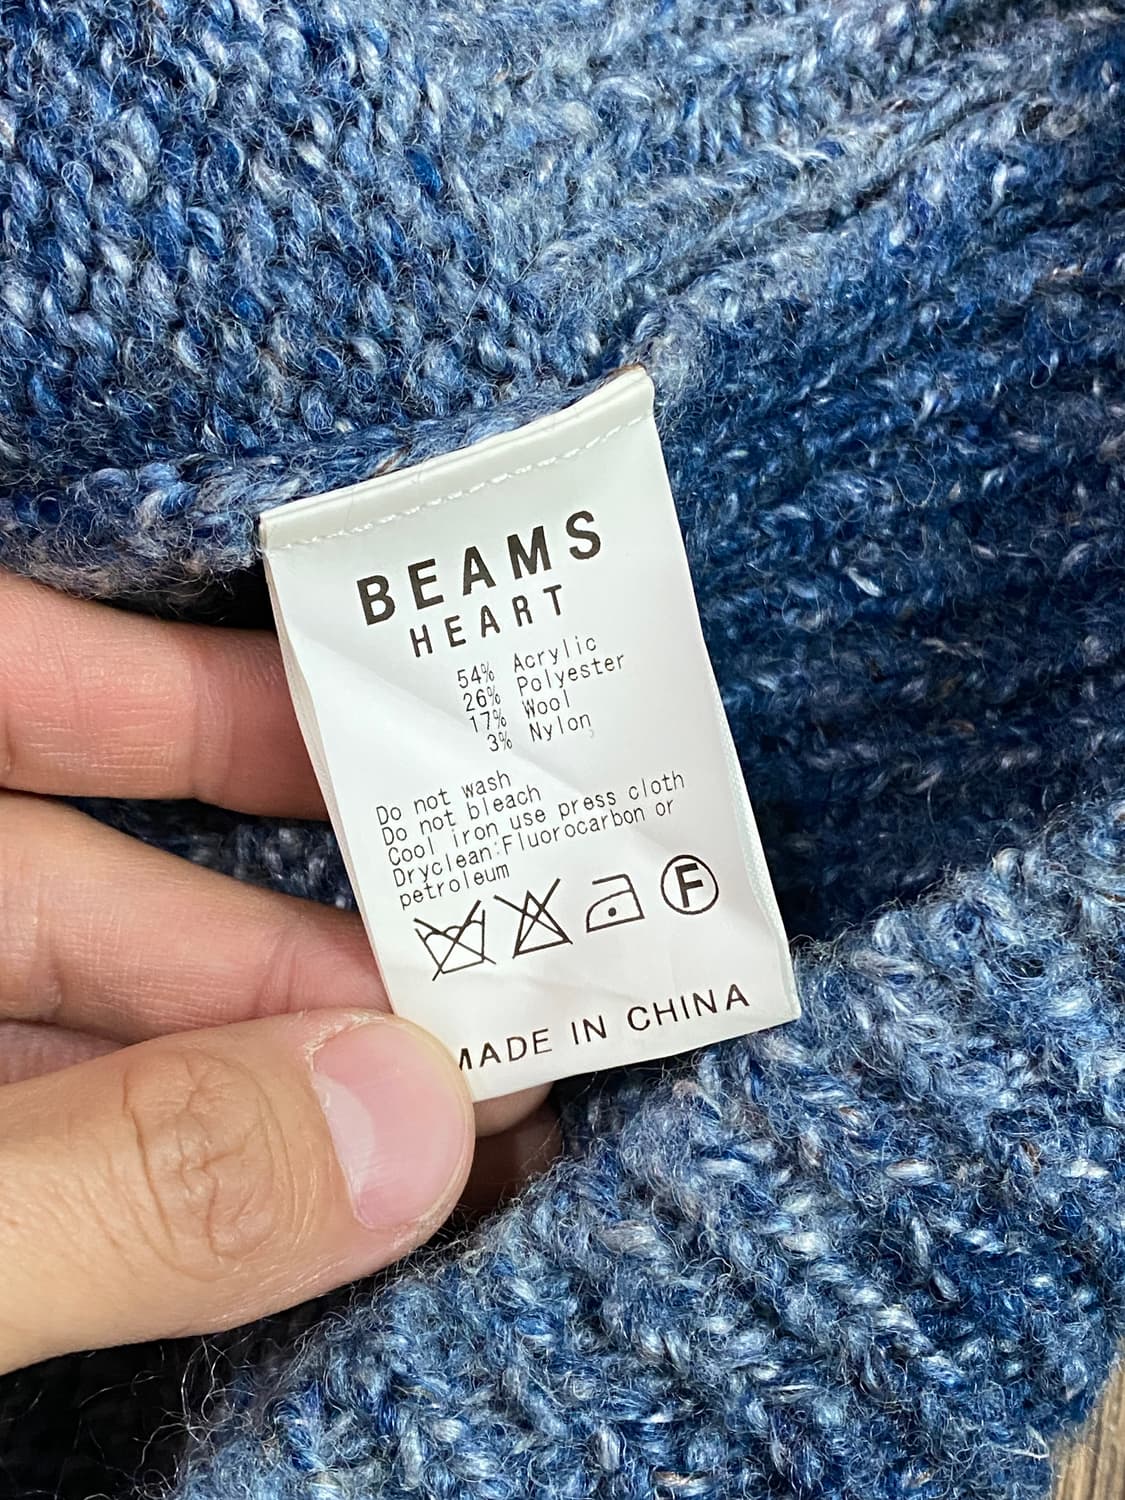 BEAMS
HEART
54% Acrylic
26% Polyester
17% Wool
3% Nylon
Do not wash
Do not bleach
Cool iron use press cloth
Dryclean:Fluorocarbon or
petroleum
F
MADE IN CHINA